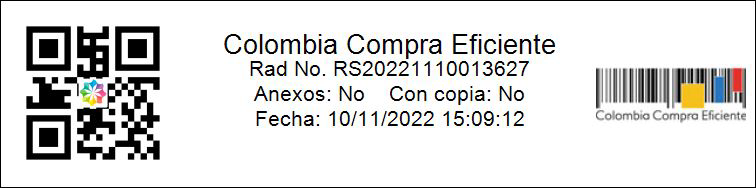 Colombia Compra Eficiente
Rad No. RS20221110013627
Anexos: No    Con copia: No
Fecha: 10/11/2022 15:09:12
Colombia Compra Eficiente